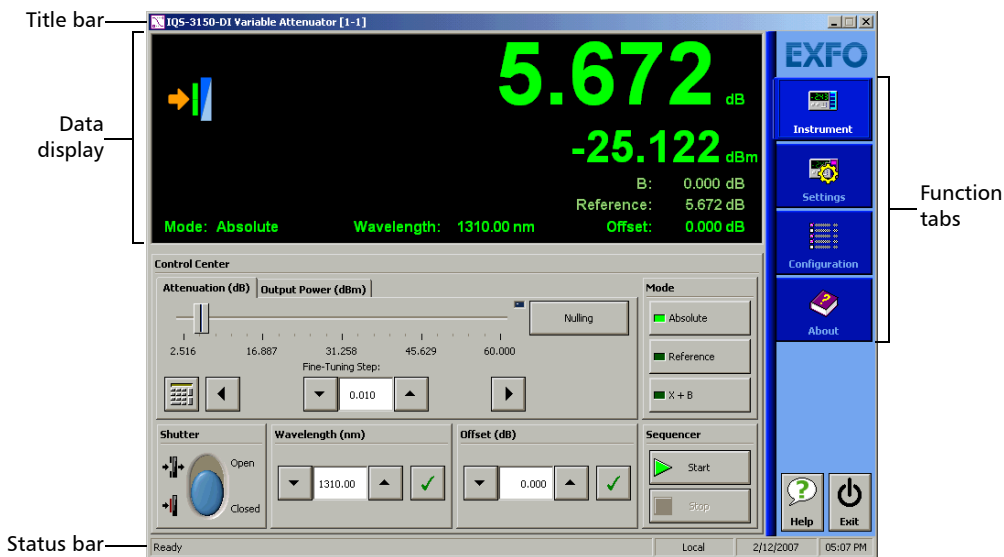 Title bar
IQS-3150-DI Variable Attenuator [1-1]
Data
display
5.672 dB
-25.122 dBm
B: 0.000 dB
Reference: 5.672 dB
Mode: Absolute Wavelength: 1310.00 nm Offset: 0.000 dB
EXFO
Instrument
Settings
Configuration
About
Function
tabs
Control Center
Attenuation (dB) Output Power (dBm)
Nulling
2.516 16.887 31.258 45.629 60.000
Fine-Tuning Step:
0.010
Mode
Absolute
Reference
X + B
Shutter
Open
Closed
Wavelength (nm)
1310.00
Offset (dB)
0.000
Sequencer
Start
Stop
Help Exit
Status bar
Ready Local 2/12/2007 05:07 PM